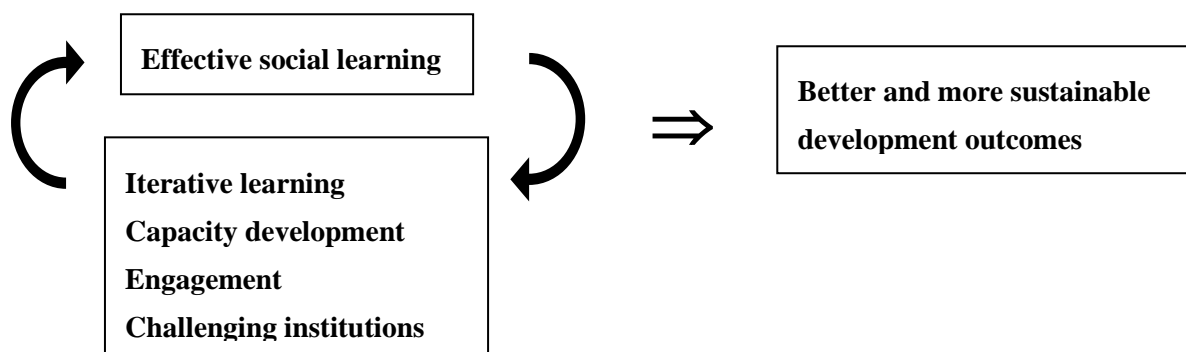 Effective social learning
Iterative learning
Capacity development
Engagement
Challenging institutions
Better and more sustainable
development outcomes